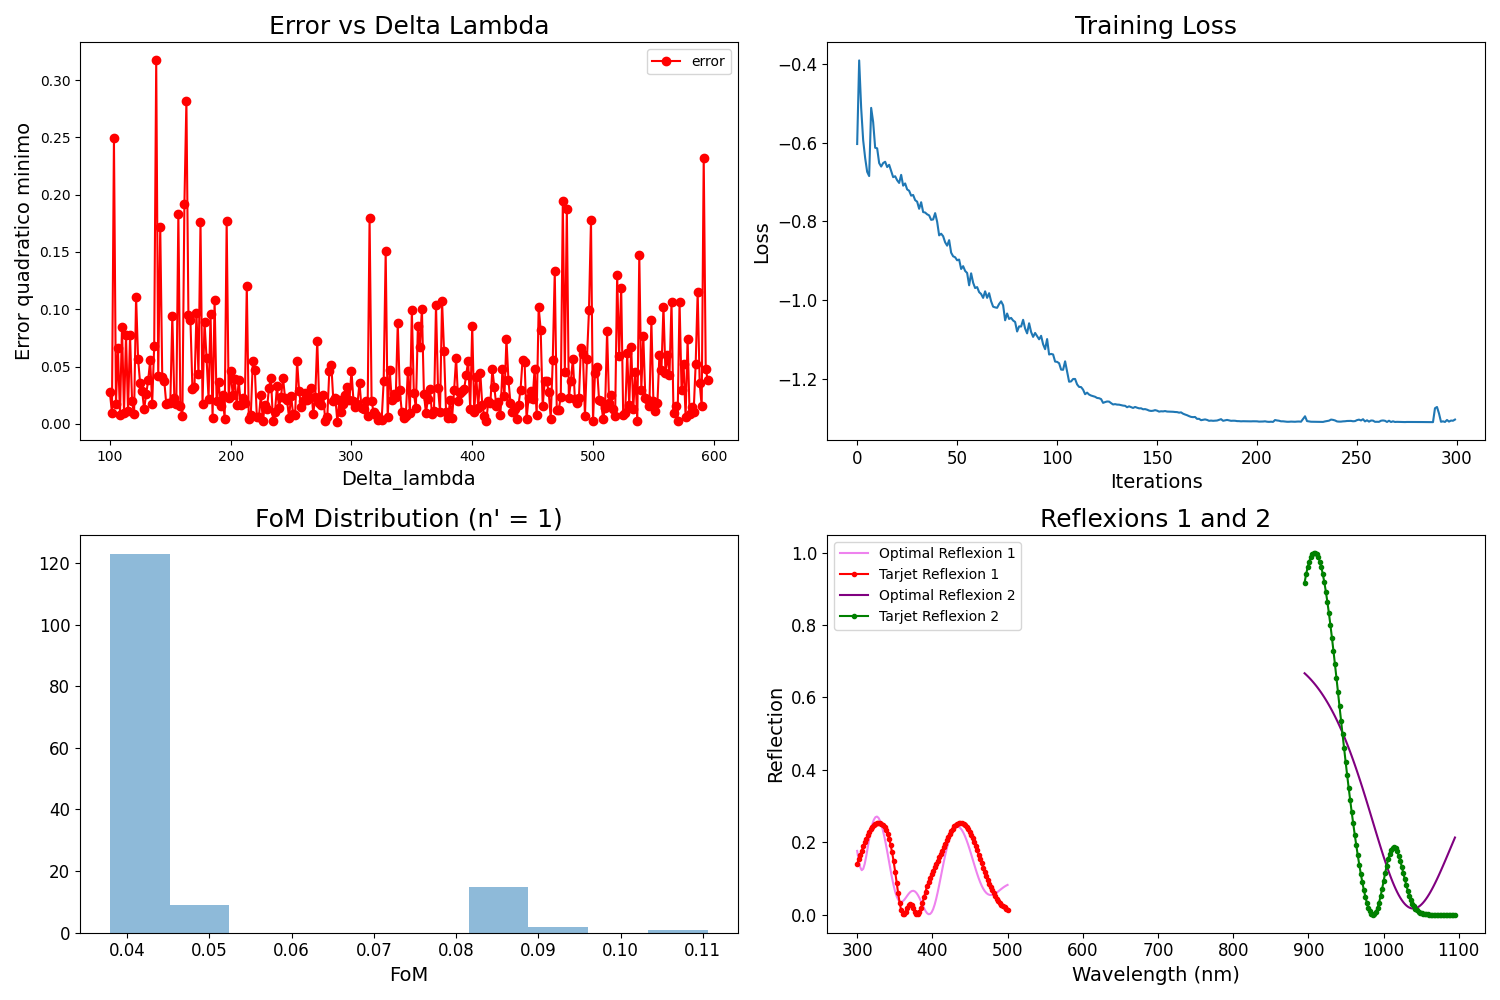 Error vs Delta Lambda
error
Error quadratico minimo
0.30
0.25
0.20
0.15
0.10
0.05
0.00
100 200 300 400 500 600
Delta_lambda
Training Loss
Loss
−0.4
−0.6
−0.8
−1.0
−1.2
0 50 100 150 200 250 300
Iterations
FoM Distribution (n' = 1)
120
100
80
60
40
20
0
0.04 0.05 0.06 0.07 0.08 0.09 0.10 0.11
FoM
Reflexions 1 and 2
Optimal Reflexion 1
Tarjet Reflexion 1
Optimal Reflexion 2
Tarjet Reflexion 2
Reflection
1.0
0.8
0.6
0.4
0.2
0.0
300 400 500 600 700 800 900 1000 1100
Wavelength (nm)